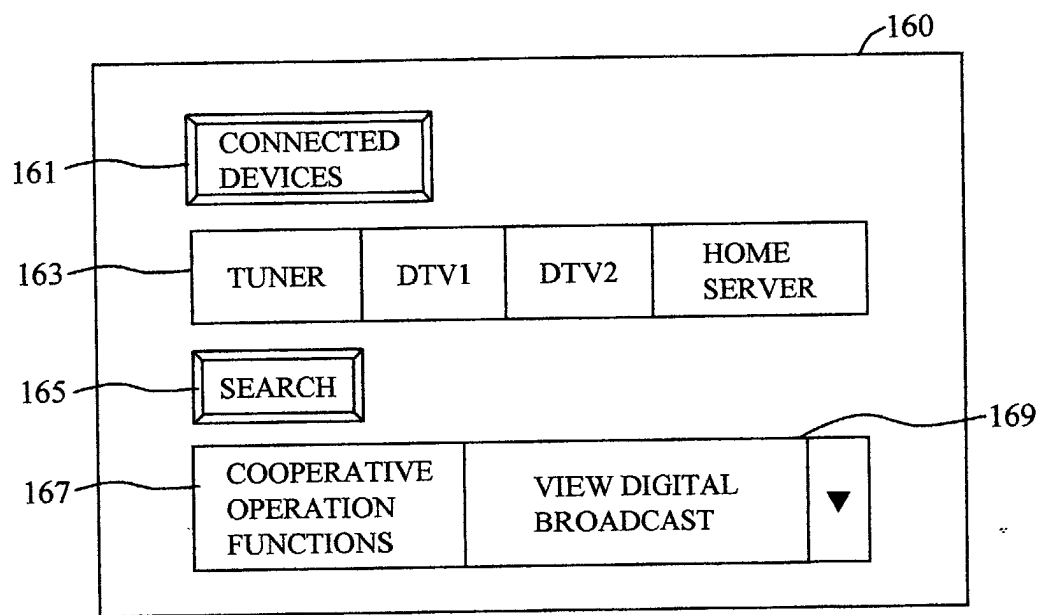 160
CONNECTED
DEVICES
161
163
TUNER
DTV1
DTV2
HOME
SERVER
165
SEARCH
169
167
COOPERATIVE
OPERATION
FUNCTIONS
VIEW DIGITAL
BROADCAST
▼